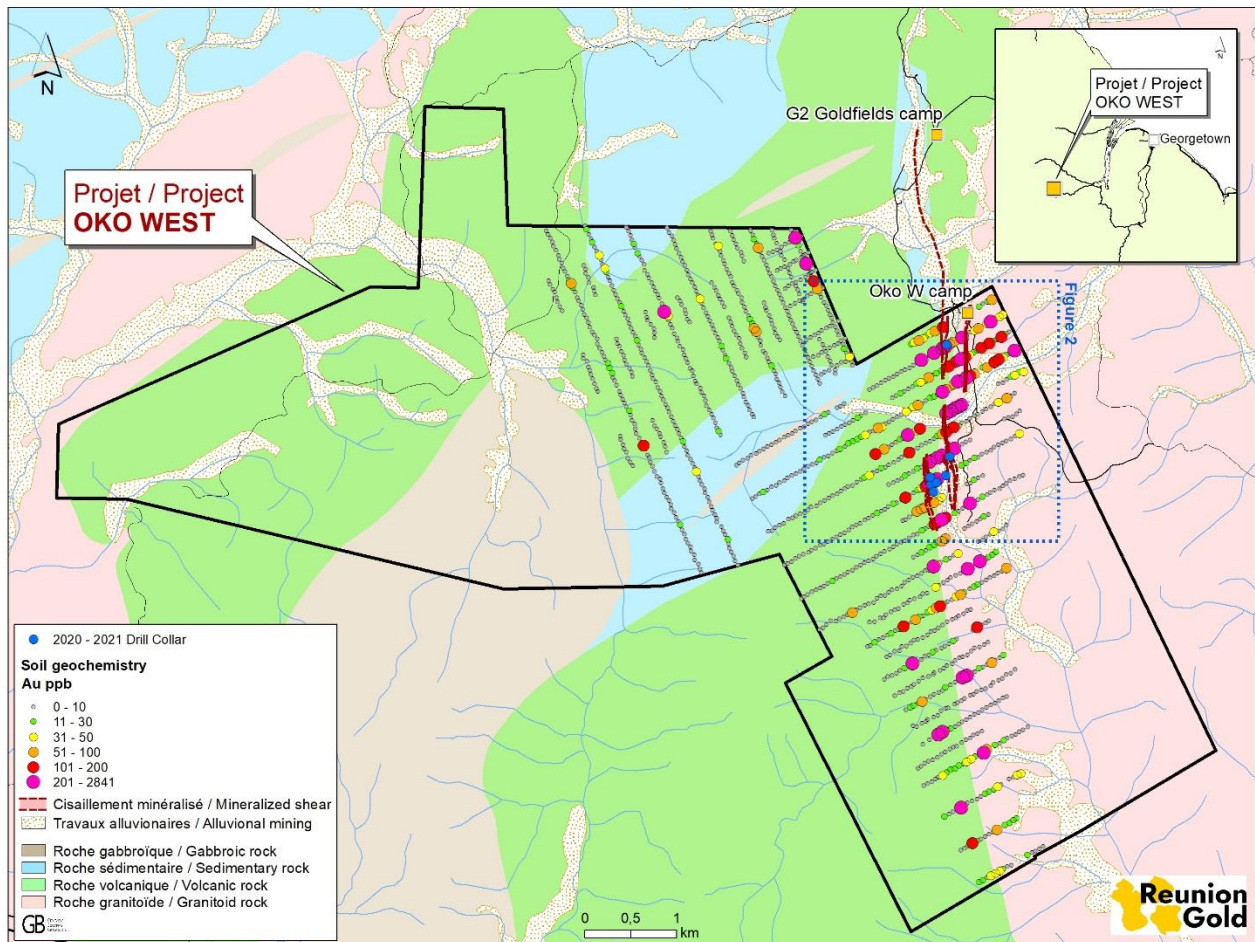 N
G2 Goldfields camp
Projet / Project
OKO WEST
Georgetown
N
Projet / Project
OKO WEST
Oko W camp
Figure 2
2020 - 2021 Drill Collar
Soil geochemistry
Au ppb
0 - 10
11 - 30
31 - 50
51 - 100
101 - 200
201 - 2841
Cisaillement minéralisé / Mineralized shear
Travaux alluvionaires / Alluvional mining
Roche gabbroïque / Gabbroic rock
Roche sédimentaire / Sedimentary rock
Roche volcanique / Volcanic rock
Roche granitoïde / Granitoid rock
GB
0 0,5 1
km
Reunion
Gold